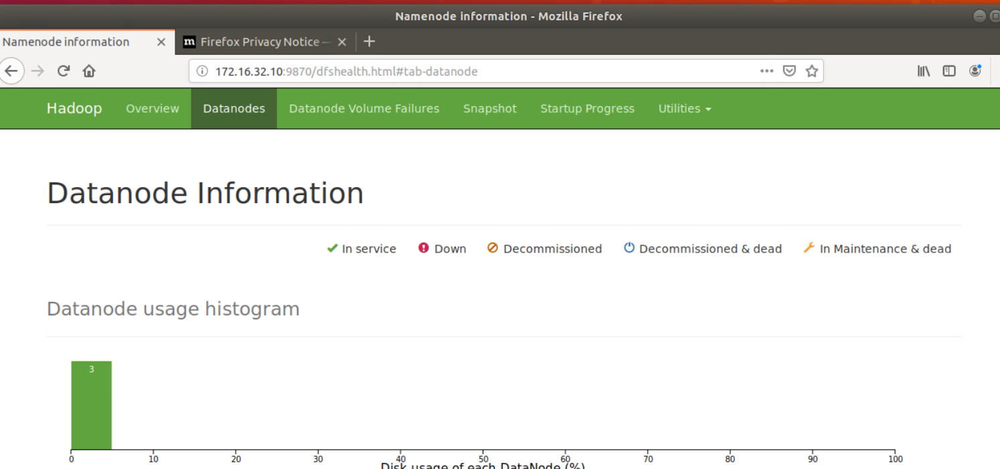 Namenode information - Mozilla Firefox
Namenode information
m Firefox Privacy Notice —
172.16.32.10:9870/dfshealth.html#tab-datanode
Hadoop Overview Datanodes Datanode Volume Failures Snapshot Startup Progress Utilities
Datanode Information
In service Down Decommissioned Decommissioned & dead In Maintenance & dead
Datanode usage histogram
3
0 10 20 30 40 50 60 70 80 90 100
Disk usage of each DataNode (%)